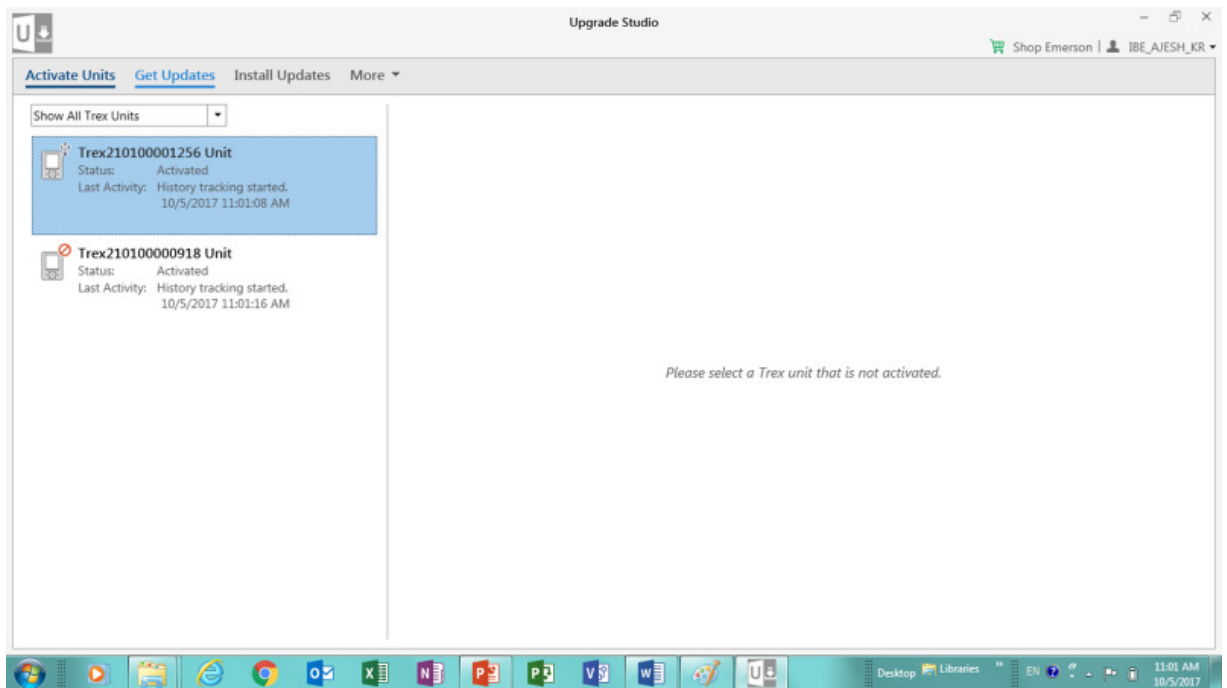 Upgrade Studio
U
Shop Emerson | IBE_AJESH_KR
Activate Units Get Updates Install Updates More
Show All Trex Units
Trex210100001256 Unit
Status: Activated
Last Activity: History tracking started.
10/5/2017 11:01:08 AM
Trex210100000918 Unit
Status: Activated
Last Activity: History tracking started.
10/5/2017 11:01:16 AM
Please select a Trex unit that is not activated.
Desktop Libraries » EN 11:01 AM
10/5/2017